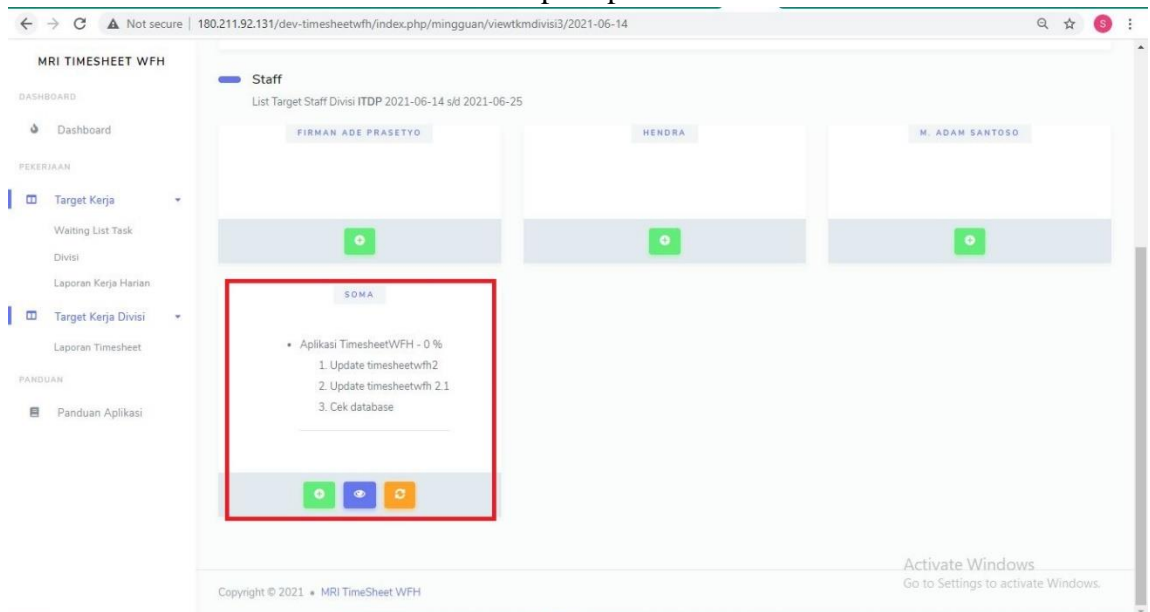 Not secure | 180.211.92.131/dev-timesheetwfh/index.php/mingguan/viewtkmdivisi3/2021-06-14
S
MRI TIMESHEET WFH
DASHBOARD
Dashboard
PEKERJAAN
Target Kerja
Waiting List Task
Divisi
Laporan Kerja Harian
Target Kerja Divisi
Laporan Timesheet
PANDUAN
Panduan Aplikasi
Staff
List Target Staff Divisi ITDP 2021-06-14 s/d 2021-06-25
FIRMAN ADE PRASETYO
HENDRA
M. ADAM SANTOSO
SOMA
• Aplikasi TimesheetWFH - 0 %
1. Update timesheetwfh2
2. Update timesheetwfh 2.1
3. Cek database
Activate Windows
Go to Settings to activate Windows.
Copyright © 2021 • MRI TimeSheet WFH